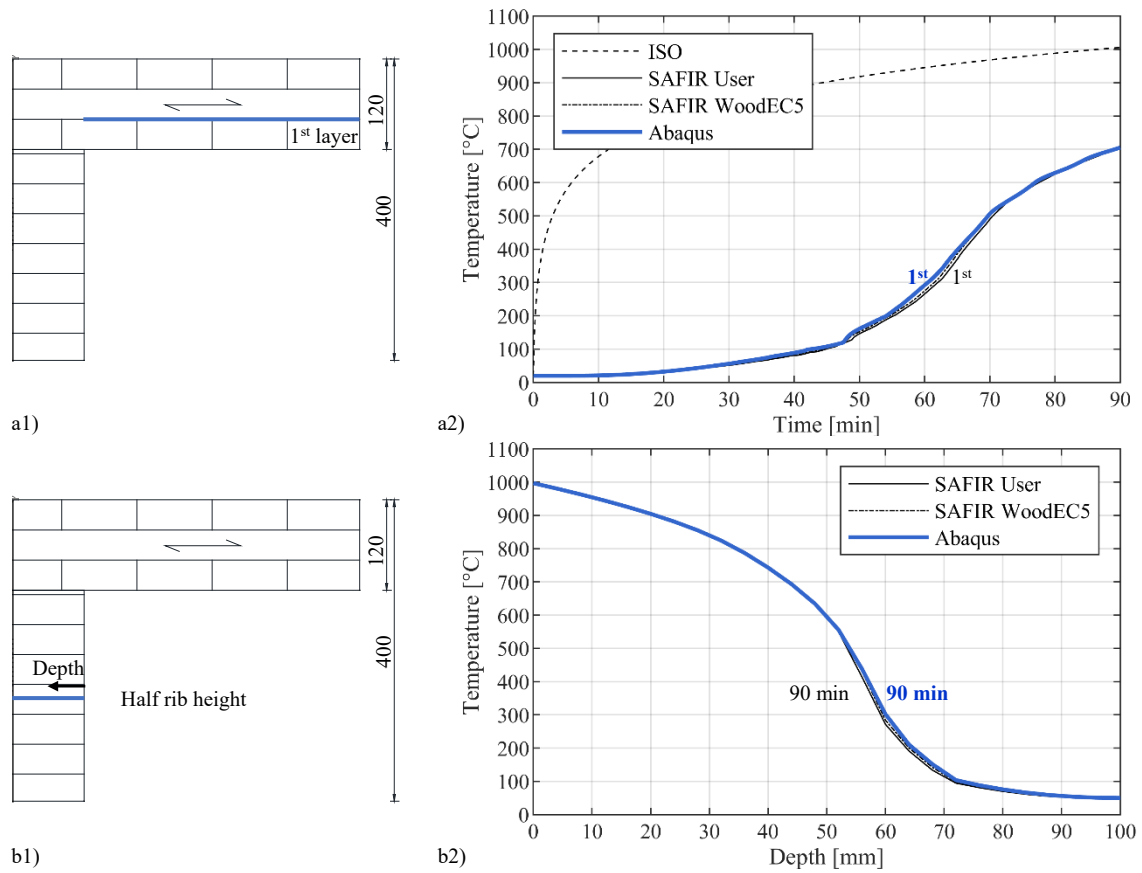 1st layer
120
400
a1)
1100
1000
900
800
700
600
500
400
300
200
100
0
Temperature [°C]
ISO
SAFIR User
SAFIR WoodEC5
Abaqus
1st
1st
0 10 20 30 40 50 60 70 80 90
Time [min]
a2)
120
400
Depth
Half rib height
b1)
1100
1000
900
800
700
600
500
400
300
200
100
0
Temperature [°C]
SAFIR User
SAFIR WoodEC5
Abaqus
90 min
90 min
0 10 20 30 40 50 60 70 80 90 100
Depth [mm]
b2)